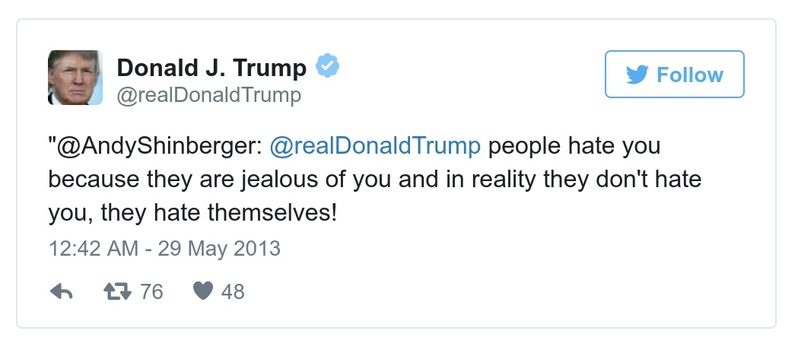 Donald J. Trump
@realDonaldTrump
Follow
"@AndyShinberger: @realDonaldTrump people hate you
because they are jealous of you and in reality they don't hate
you, they hate themselves!
12:42 AM - 29 May 2013
76 48